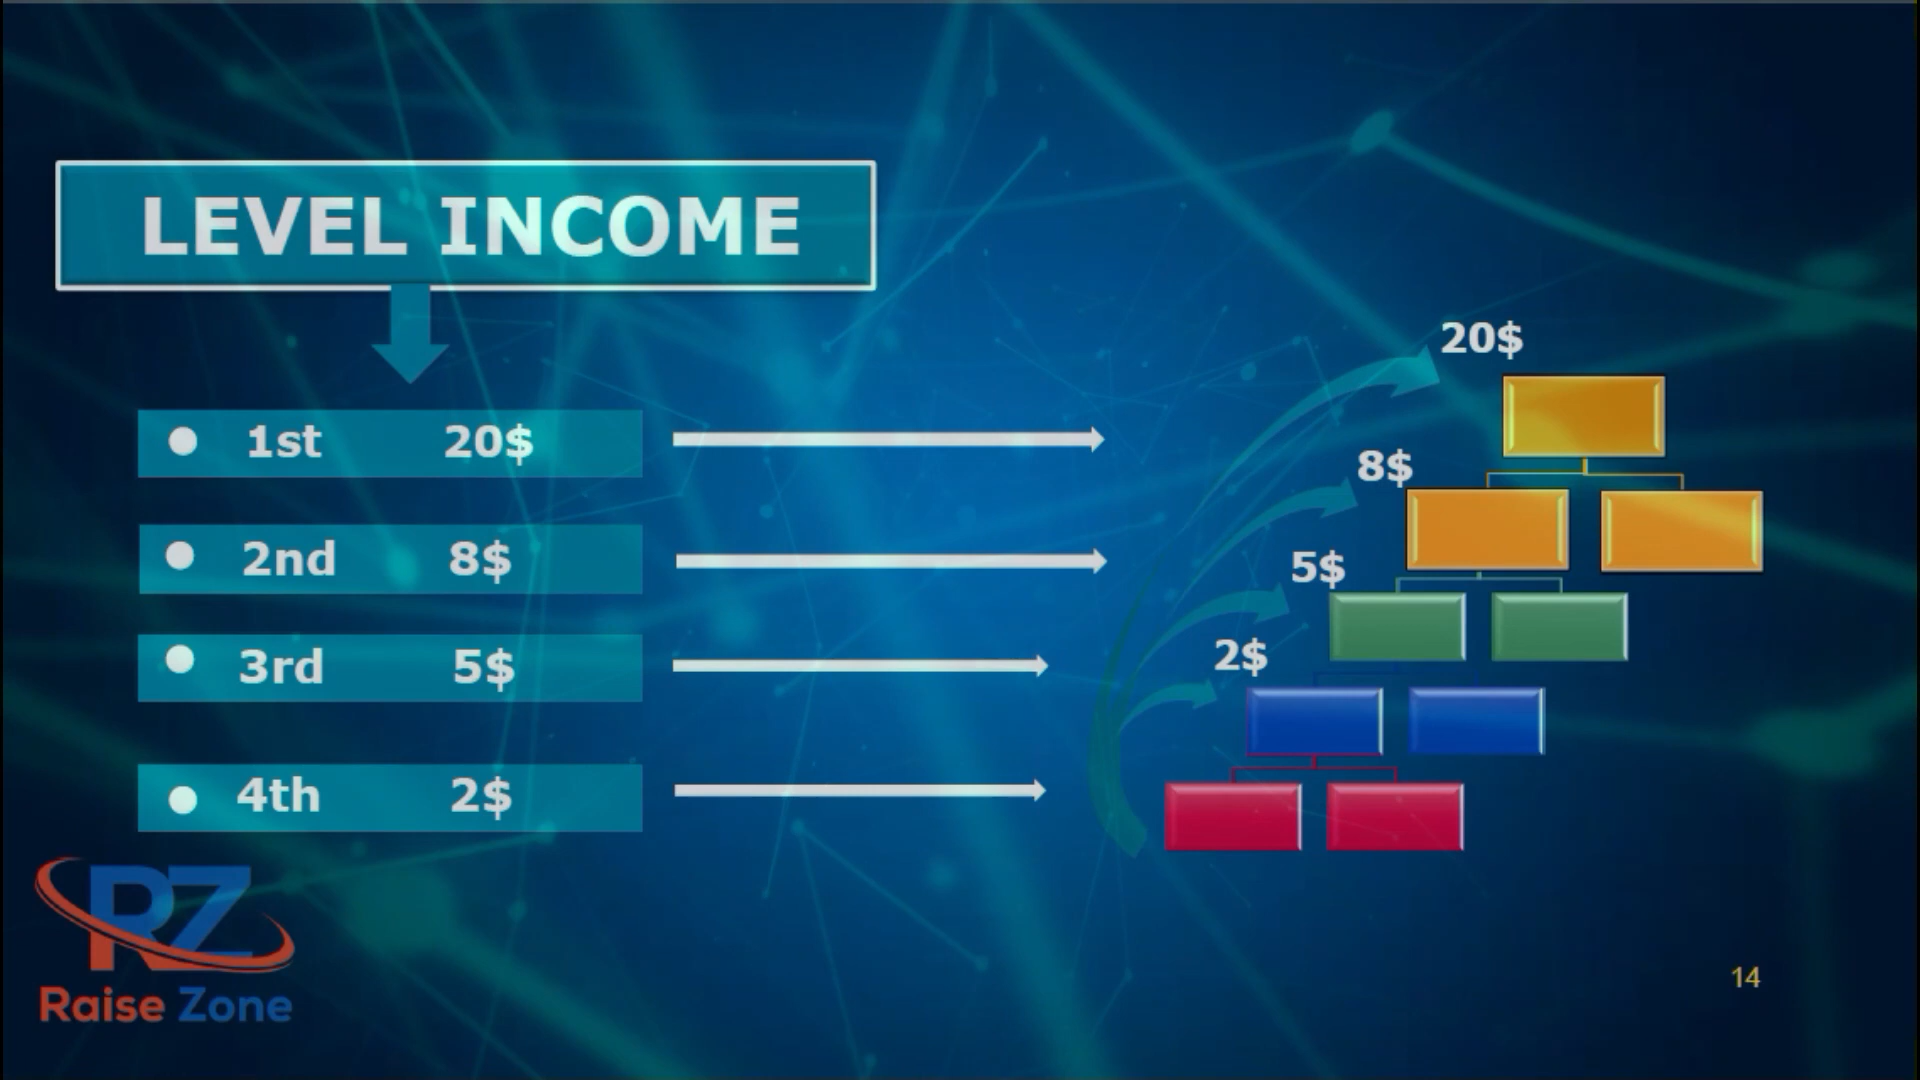 LEVEL INCOME
1st 20$
2nd 8$
3rd 5$
4th 2$
20$
8$
5$
2$
RZ
Raise Zone
14